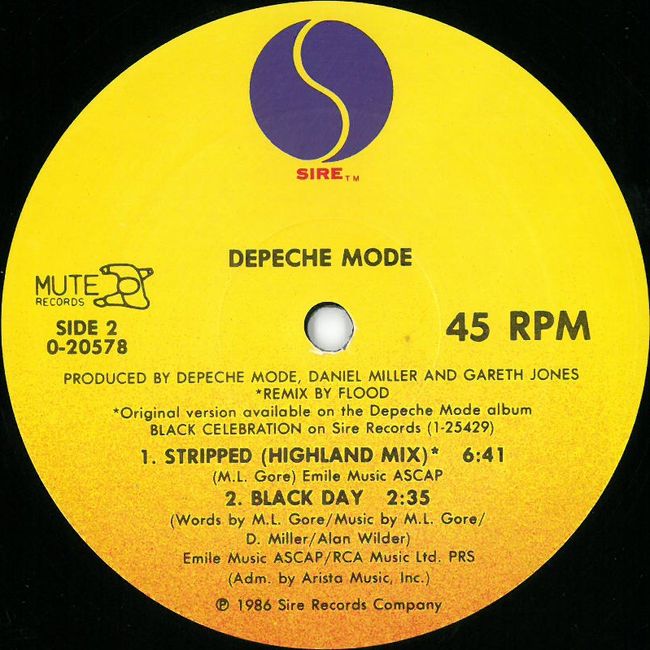 SIRE TM
DEPECHE MODE
MUTE
RECORDS
SIDE 2
0-20578
45 RPM
PRODUCED BY DEPECHE MODE, DANIEL MILLER AND GARETH JONES
*REMIX BY FLOOD
*Original version available on the Depeche Mode album
BLACK CELEBRATION on Sire Records (1-25429)
1. STRIPPED (HIGHLAND MIX)* 6:41
(M.L. Gore) Emile Music ASCAP
2. BLACK DAY 2:35
(Words by M.L. Gore/Music by M.L. Gore/
D. Miller/Alan Wilder)
Emile Music ASCAP/RCA Music Ltd. PRS
(Adm. by Arista Music, Inc.)
℗ 1986 Sire Records Company